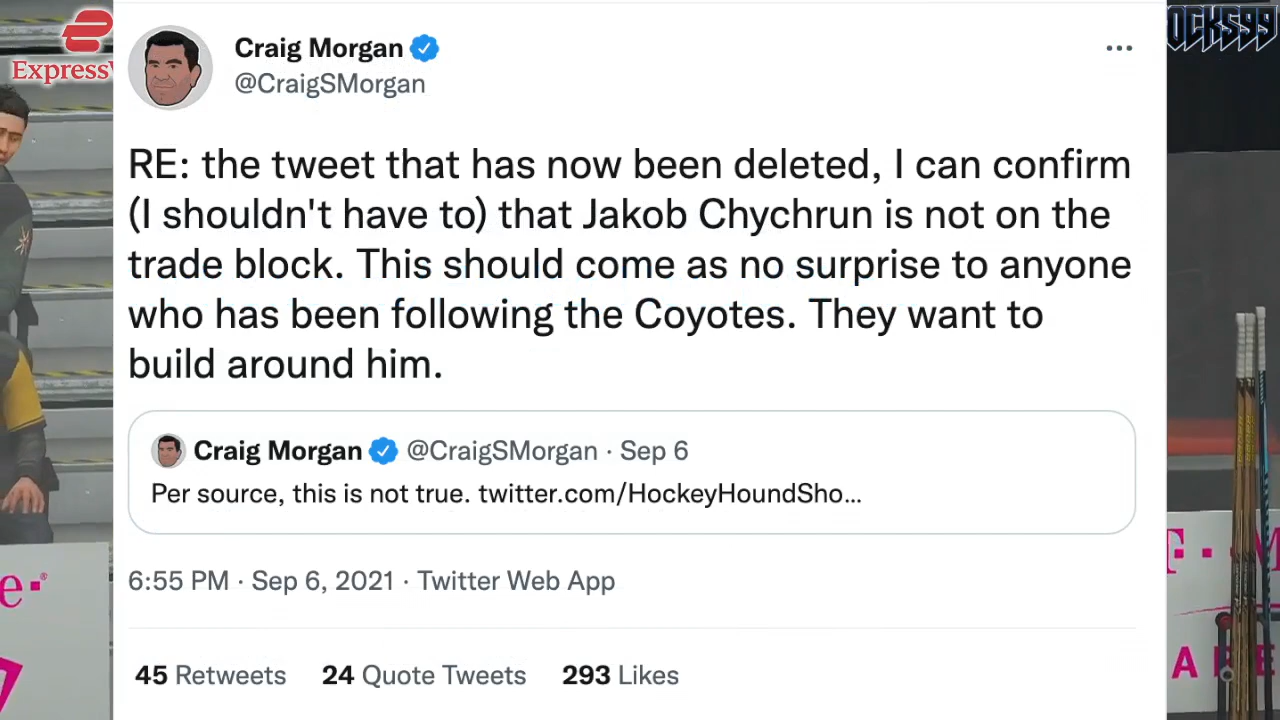 Craig Morgan
@CraigSMorgan
RE: the tweet that has now been deleted, I can confirm
(I shouldn't have to) that Jakob Chychrun is not on the
trade block. This should come as no surprise to anyone
who has been following the Coyotes. They want to
build around him.
Craig Morgan @CraigSMorgan · Sep 6
Per source, this is not true. twitter.com/HockeyHoundSho...
6:55 PM · Sep 6, 2021 · Twitter Web App
45 Retweets 24 Quote Tweets 293 Likes
Express
OCKS99